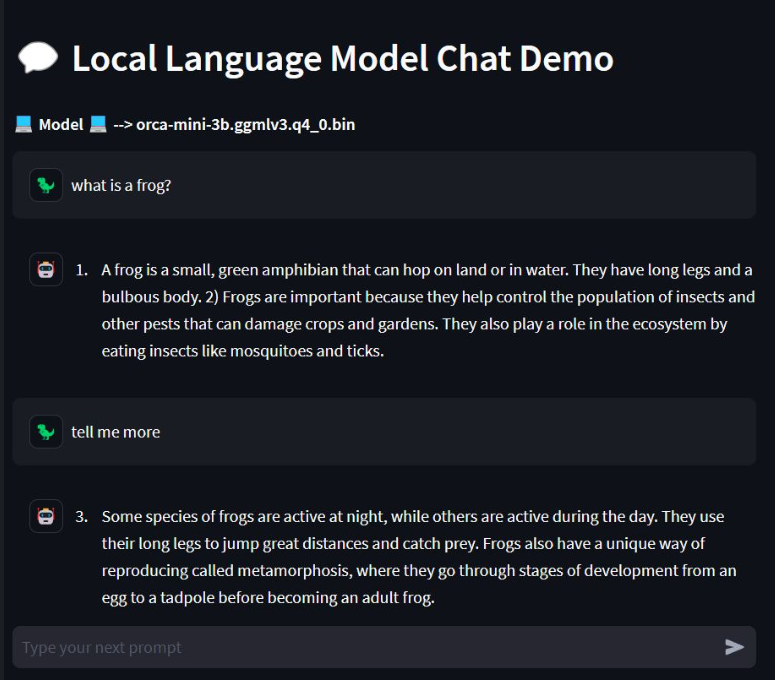 Local Language Model Chat Demo
Model --> orca-mini-3b.ggmlv3.q4_0.bin
what is a frog?
1. A frog is a small, green amphibian that can hop on land or in water. They have long legs and a
bulbous body. 2) Frogs are important because they help control the population of insects and
other pests that can damage crops and gardens. They also play a role in the ecosystem by
eating insects like mosquitoes and ticks.
tell me more
3. Some species of frogs are active at night, while others are active during the day. They use
their long legs to jump great distances and catch prey. Frogs also have a unique way of
reproducing called metamorphosis, where they go through stages of development from an
egg to a tadpole before becoming an adult frog.
Type your next prompt